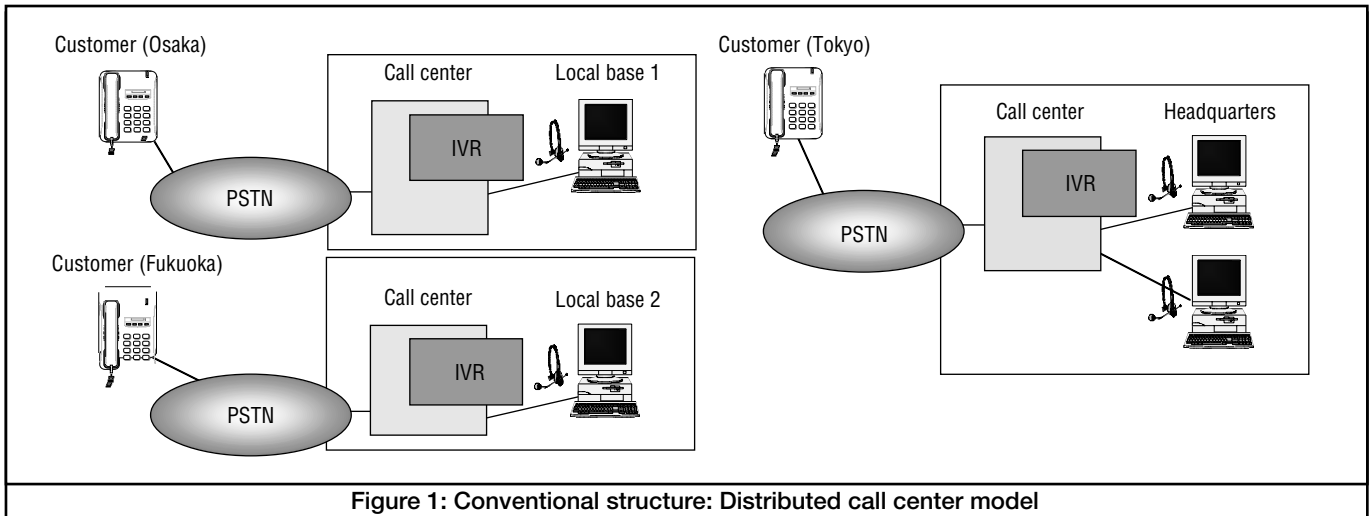 Customer (Osaka)
Call center
Local base 1
IVR
PSTN
Customer (Fukuoka)
Call center
Local base 2
IVR
PSTN
Customer (Tokyo)
Call center
Headquarters
IVR
PSTN
Figure 1: Conventional structure: Distributed call center model